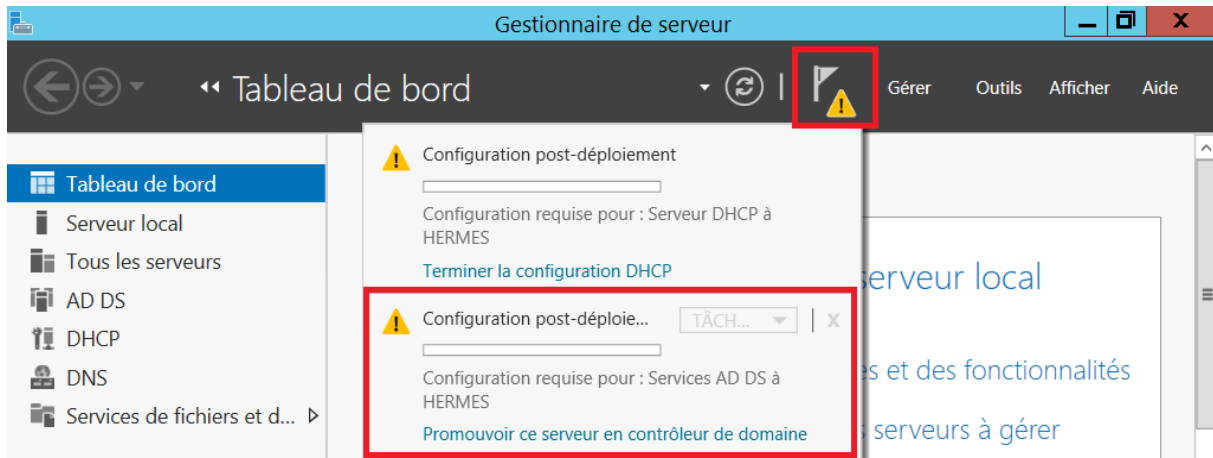 Gestionnaire de serveur
Tableau de bord
Gérer Outils Afficher Aide
Tableau de bord
Serveur local
Tous les serveurs
AD DS
DHCP
DNS
Services de fichiers et d...
Configuration post-déploiement
Configuration requise pour : Serveur DHCP à
HERMES
Terminer la configuration DHCP
Configuration post-déploie... TÂCH... X
Configuration requise pour : Services AD DS à
HERMES
Promouvoir ce serveur en contrôleur de domaine
serveur local
et des fonctionnalités
serveurs à gérer